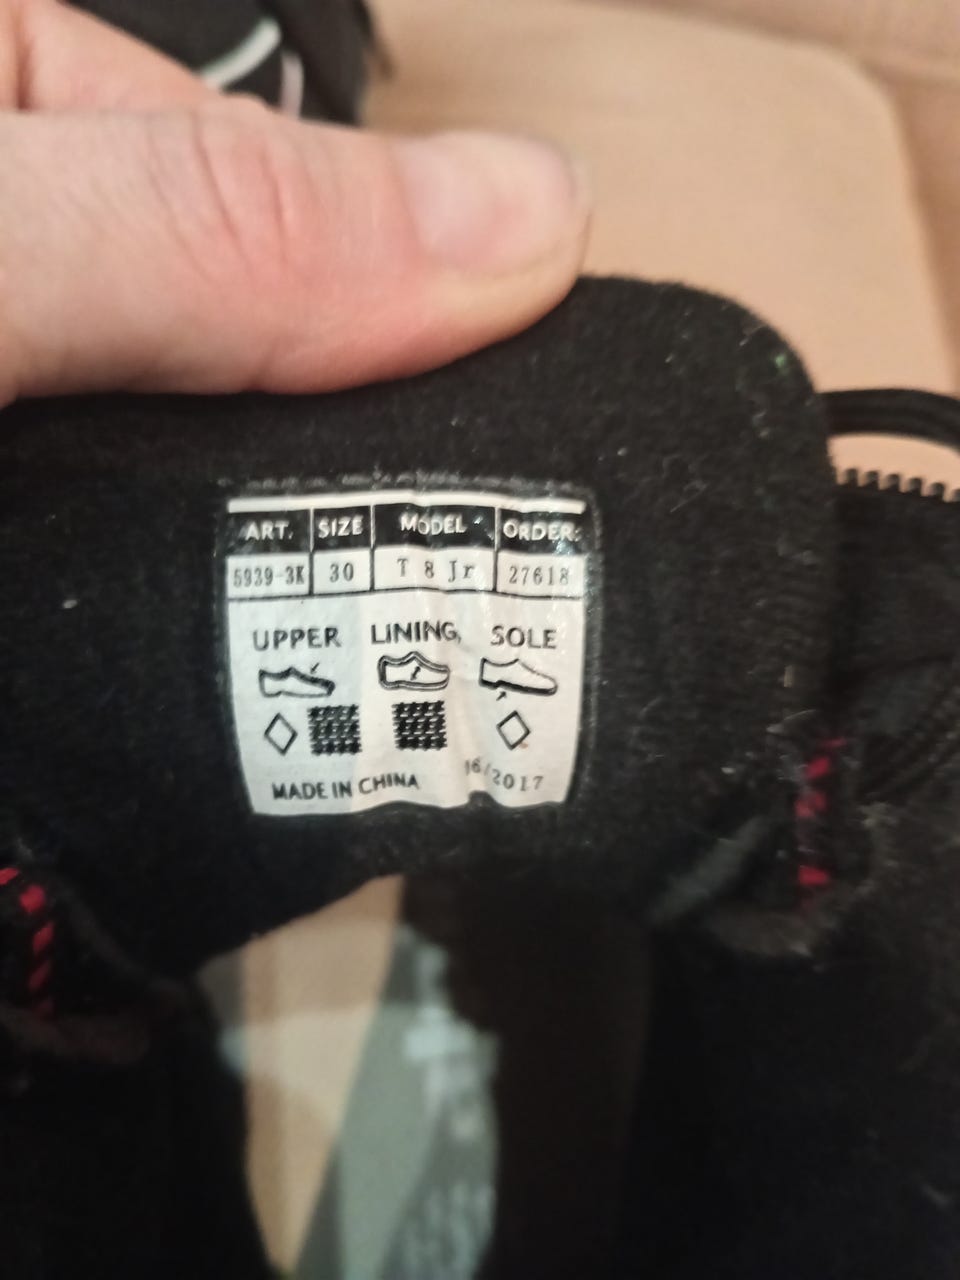 ART. SIZE MODEL ORDER:
5939-3K 30 T 8 Jr 27618
UPPER LINING, SOLE
MADE IN CHINA